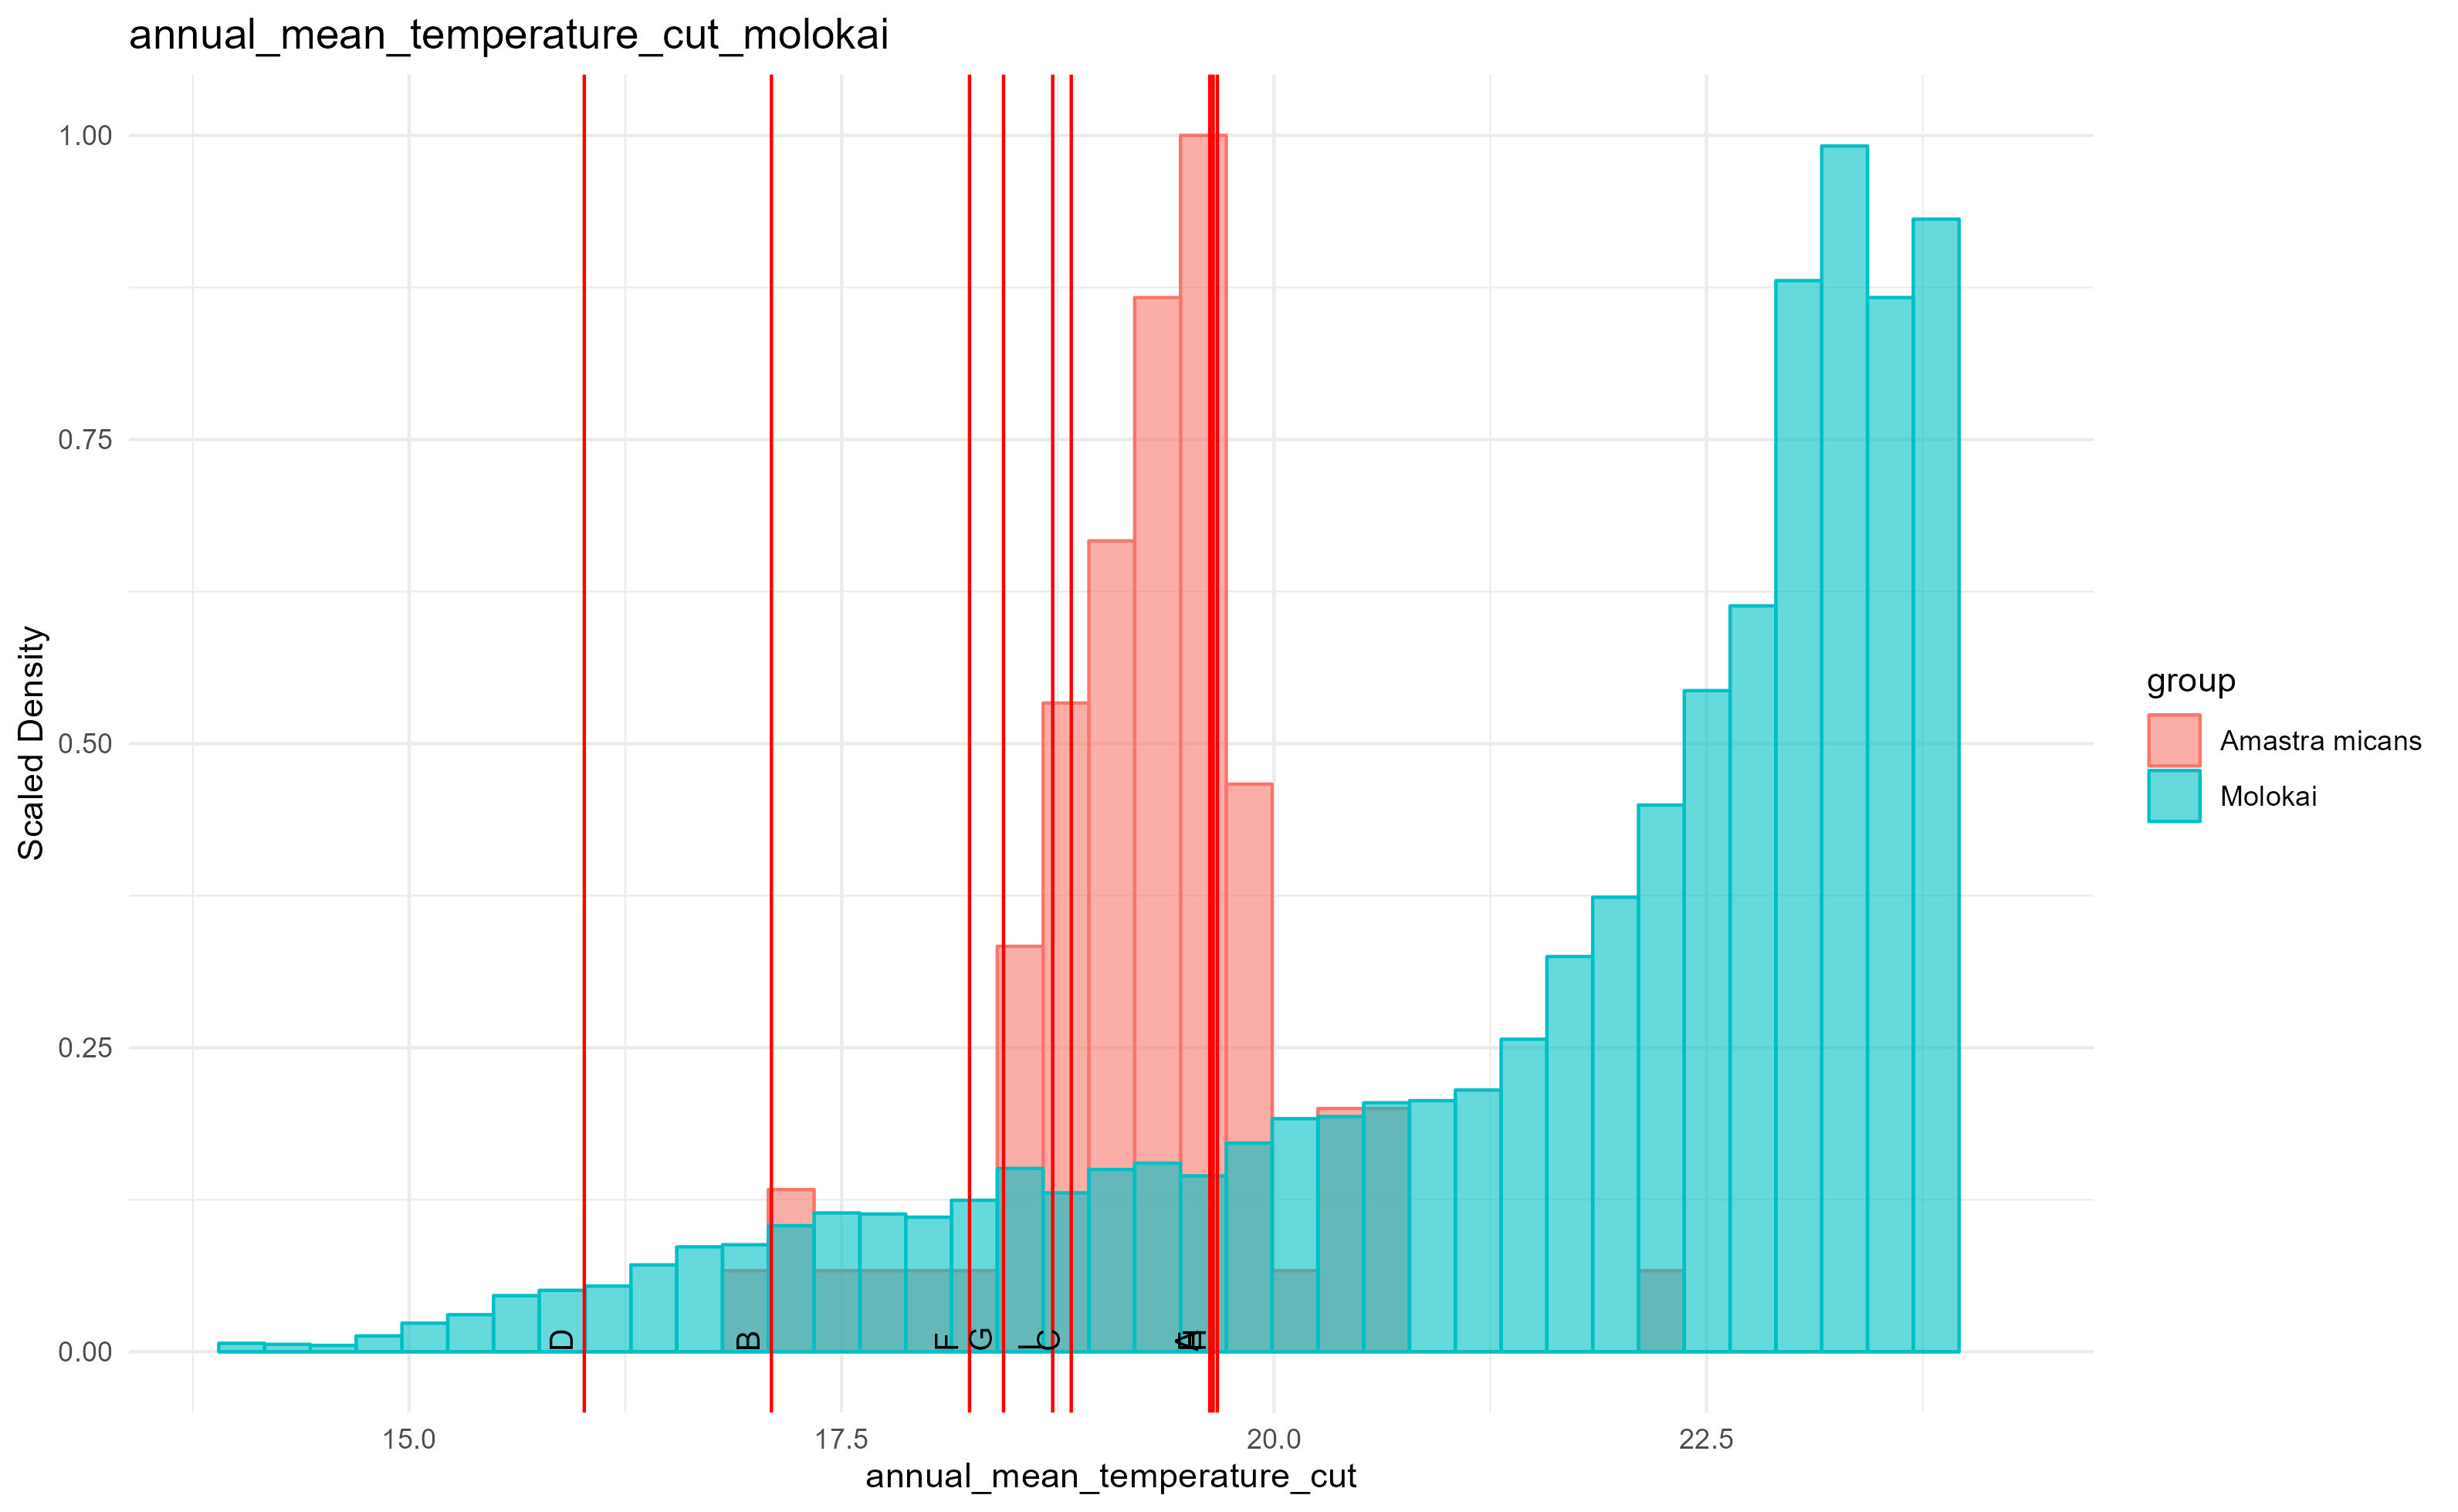 annual_mean_temperature_cut_molokai
1.00
0.75
0.50
0.25
0.00
Scaled Density
D
B
F
G
I
C
15.0
17.5
20.0
22.5
annual_mean_temperature_cut
group
Amastra micans
Molokai